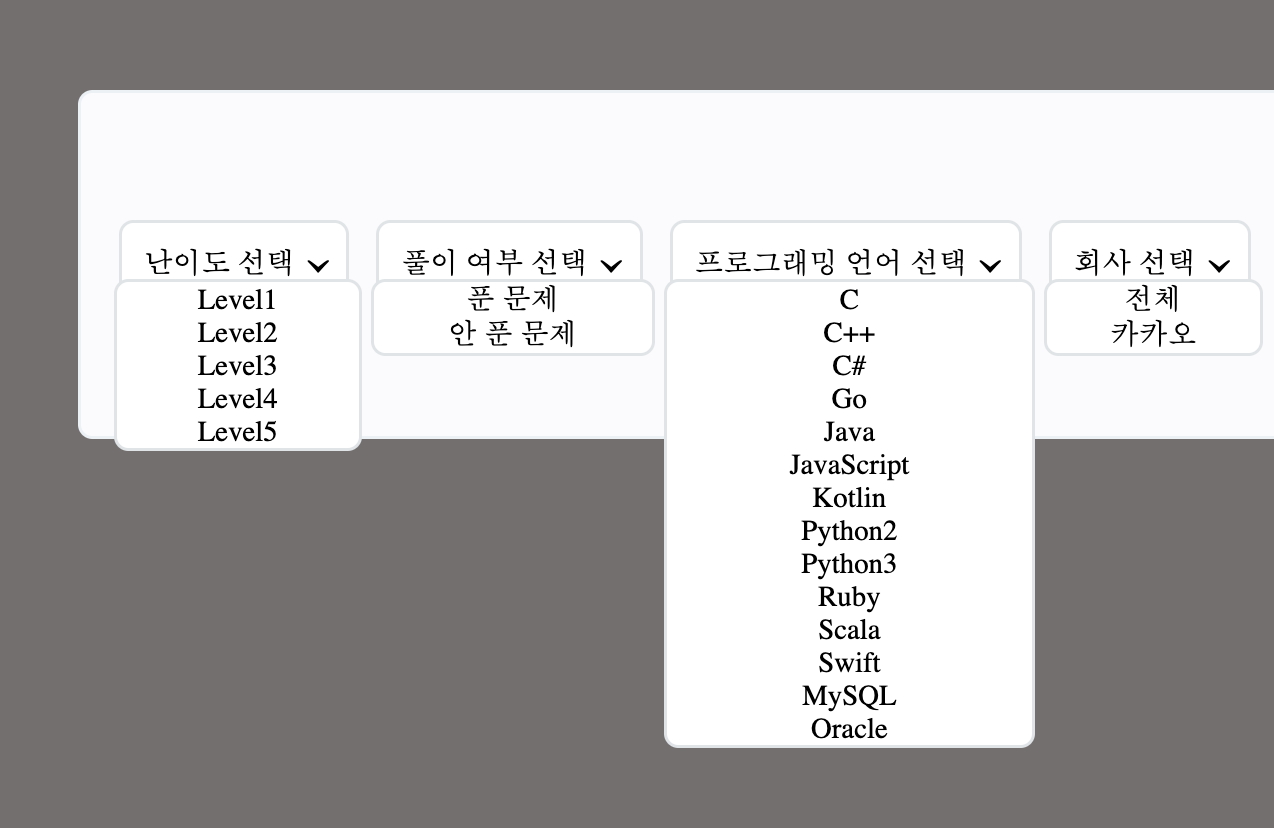 난이도 선택
Level1
Level2
Level3
Level4
Level5
풀이 여부 선택
푼 문제
안 푼 문제
프로그래밍 언어 선택
C
C++
C#
Go
Java
JavaScript
Kotlin
Python2
Python3
Ruby
Scala
Swift
MySQL
Oracle
회사 선택
전체
카카오